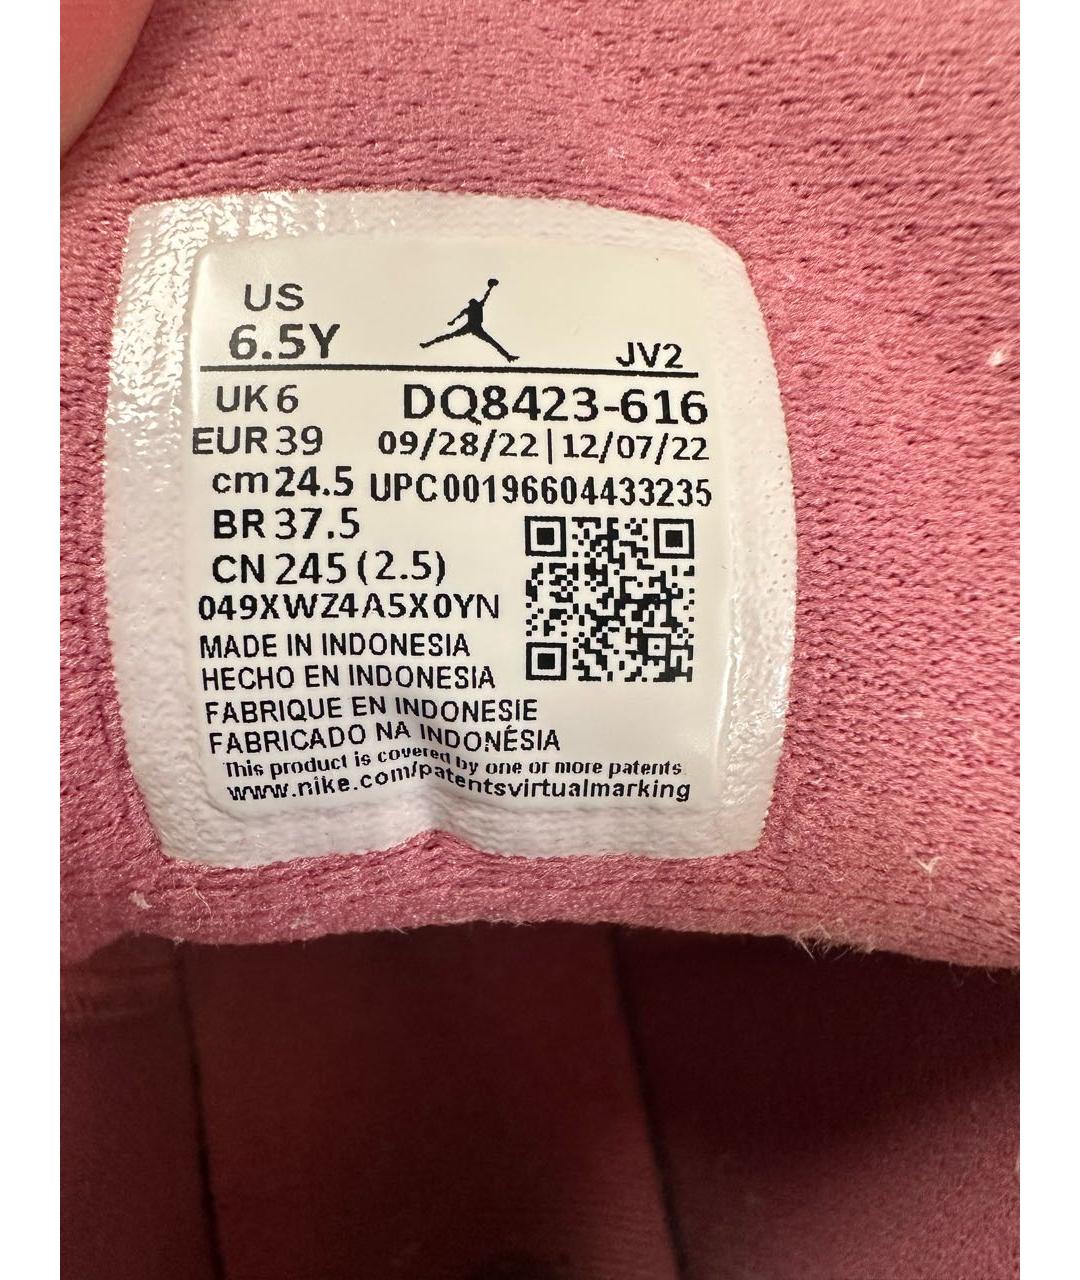 US
6.5Y
JV2
UK 6 DQ8423-616
EUR 39 09/28/22|12/07/22
cm 24.5 UPC00196604433235
BR 37.5
CN 245 (2.5)
049XWZ4A5X0YN
MADE IN INDONESIA
HECHO EN INDONESIA
FABRIQUE EN INDONESIE
FABRICADO NA INDONÉSIA
This product is covered by one or more patents
www.nike.com/patentsvirtualmarking